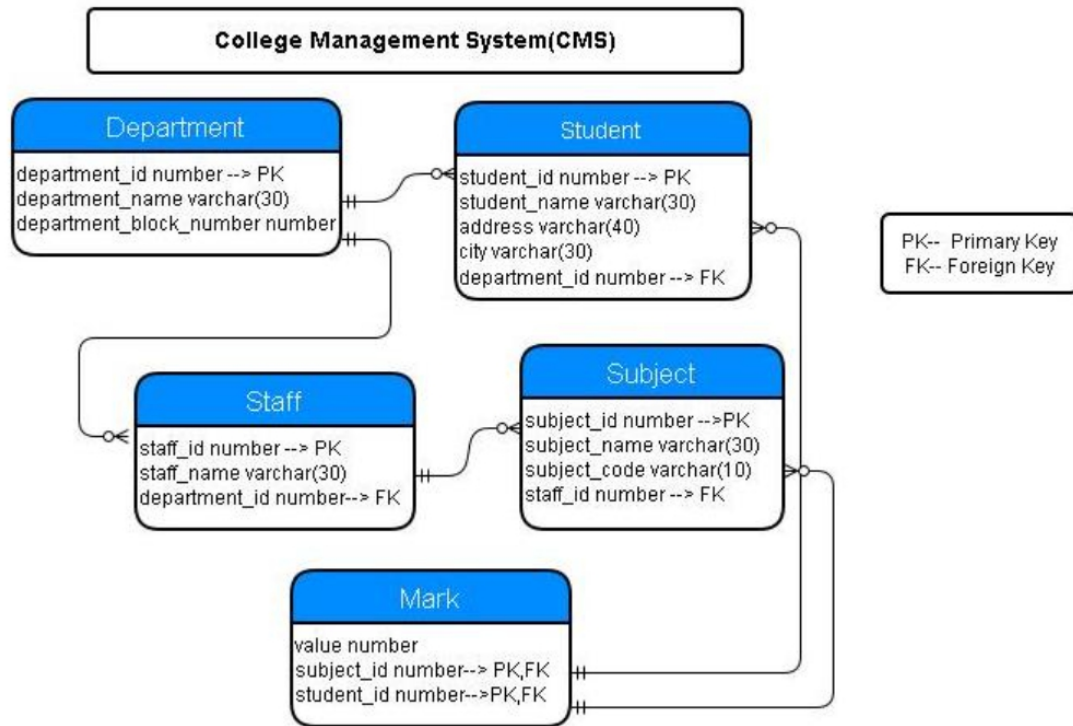 College Management System(CMS)
Department
department_id number --> PK
department_name varchar(30)
department_block_number number
Student
student_id number --> PK
student_name varchar(30)
address varchar(40)
city varchar(30)
department_id number --> FK
PK-- Primary Key
FK-- Foreign Key
Staff
staff_id number --> PK
staff_name varchar(30)
department_id number--> FK
Subject
subject_id number -->PK
subject_name varchar(30)
subject_code varchar(10)
staff_id number --> FK
Mark
value number
subject_id number--> PK,FK
student_id number-->PK,FK